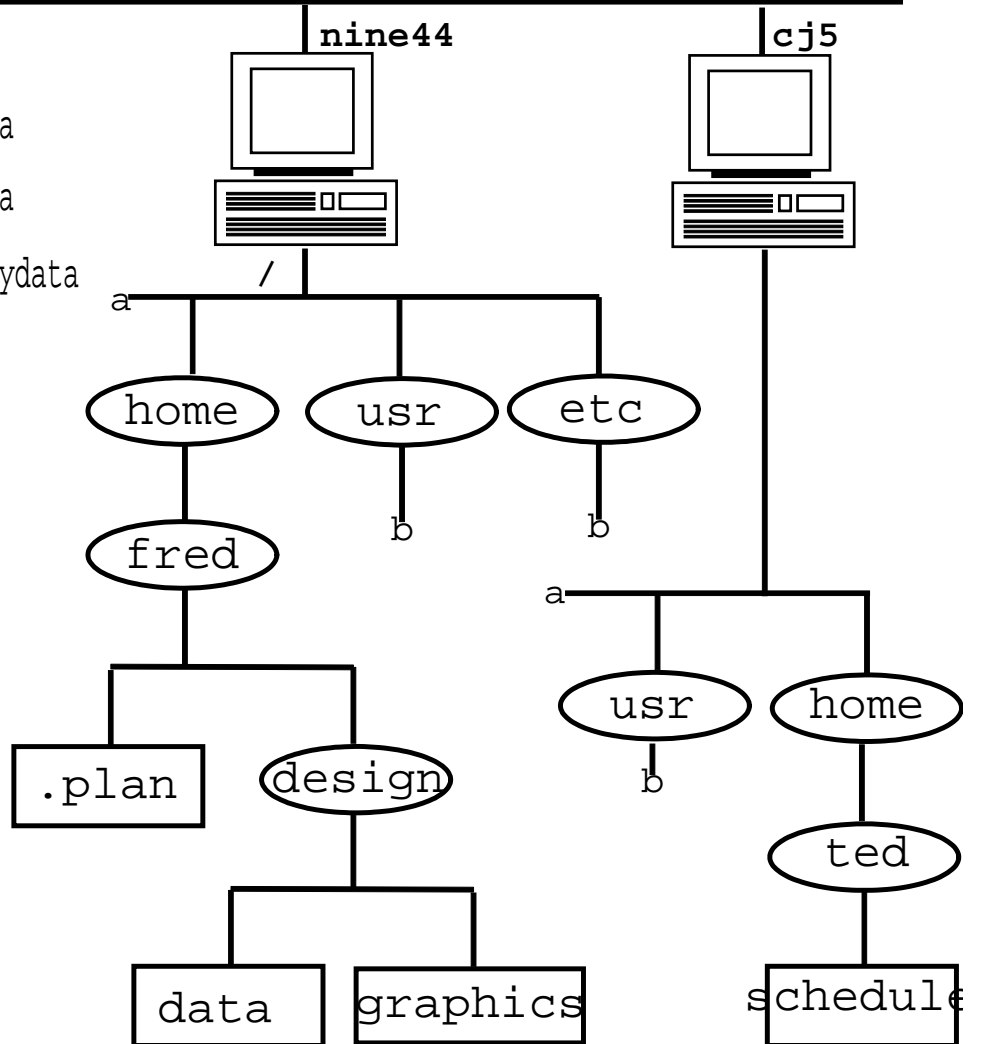 nine44 cj5
a
a
ydata
/
a
home usr etc
b b
fred
a
usr home
.plan design b
ted
data graphics schedule